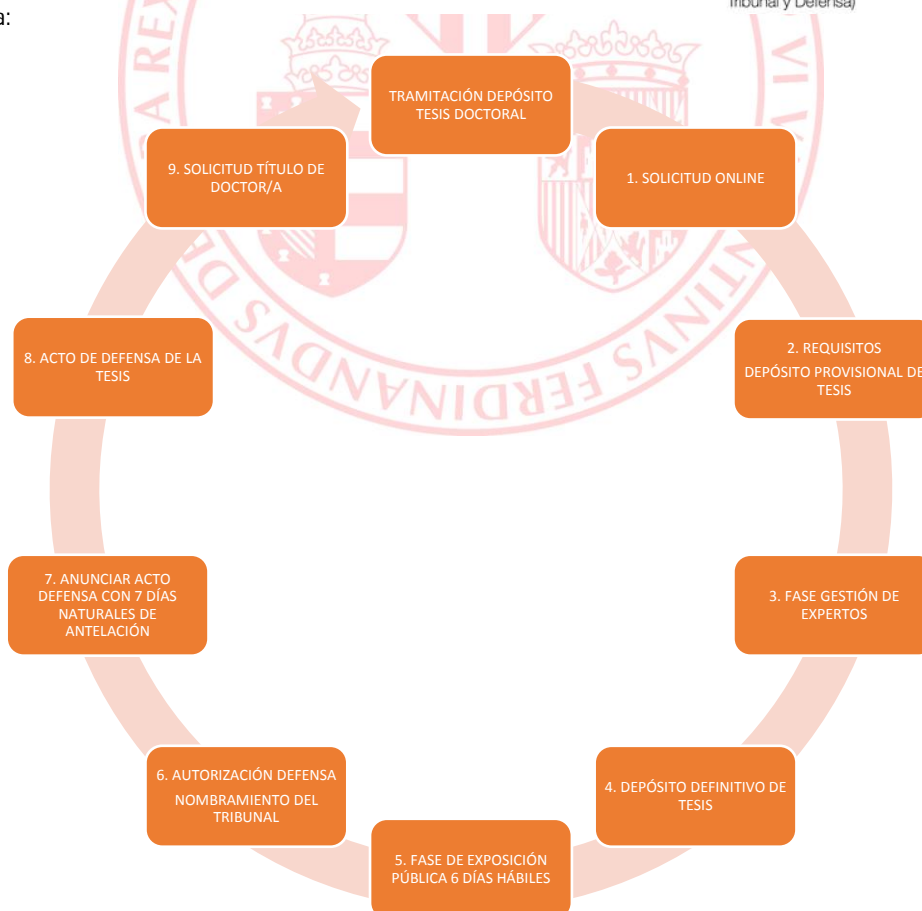 a:
Tribunal y Defensa)
TRAMITACIÓN DEPÓSITO
TESIS DOCTORAL
1. SOLICITUD ONLINE
2. REQUISITOS
DEPÓSITO PROVISIONAL DE
TESIS
3. FASE GESTIÓN DE
EXPERTOS
4. DEPÓSITO DEFINITIVO DE
TESIS
5. FASE DE EXPOSICIÓN
PÚBLICA 6 DÍAS HÁBILES
6. AUTORIZACIÓN DEFENSA
NOMBRAMIENTO DEL
TRIBUNAL
7. ANUNCIAR ACTO
DEFENSA CON 7 DÍAS
NATURALES DE
ANTELACIÓN
8. ACTO DE DEFENSA DE LA
TESIS
9. SOLICITUD TÍTULO DE
DOCTOR/A
FERDINANDVS